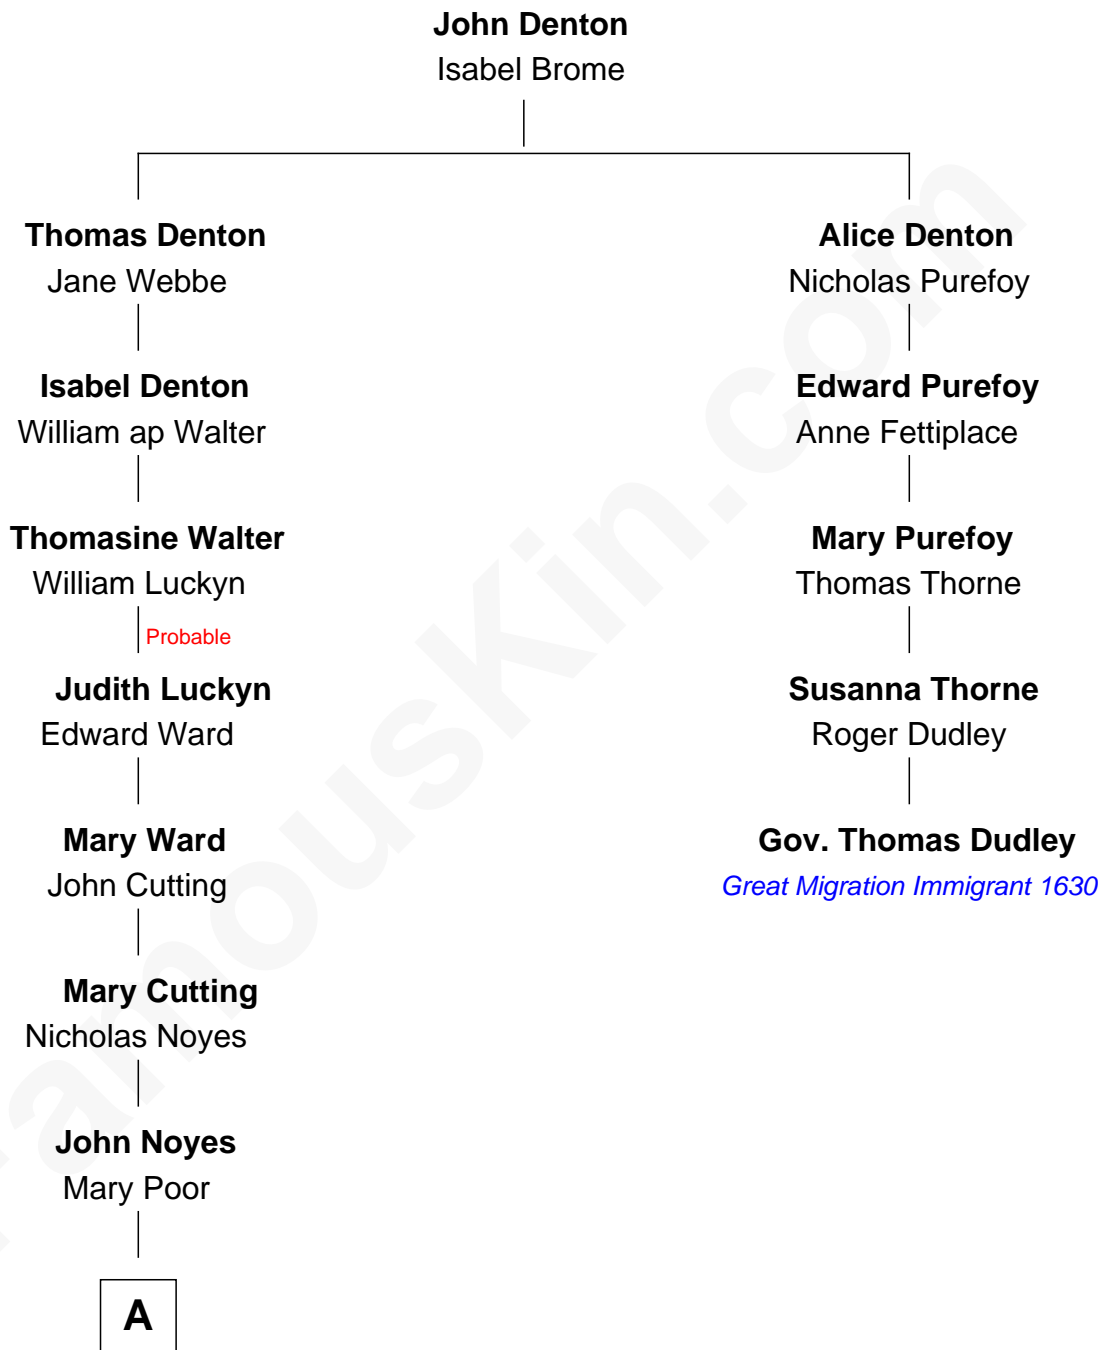 John Denton
Isabel Brome
Thomas Denton
Jane Webbe
Alice Denton
Nicholas Purefoy
Isabel Denton
William ap Walter
Edward Purefoy
Anne Fettiplace
Thomasine Walter
William Luckyn
Mary Purefoy
Thomas Thorne
Probable
Judith Luckyn
Edward Ward
Susanna Thorne
Roger Dudley
Mary Ward
John Cutting
Gov. Thomas Dudley
Great Migration Immigrant 1630
Mary Cutting
Nicholas Noyes
John Noyes
Mary Poor
A
FamousKin.com